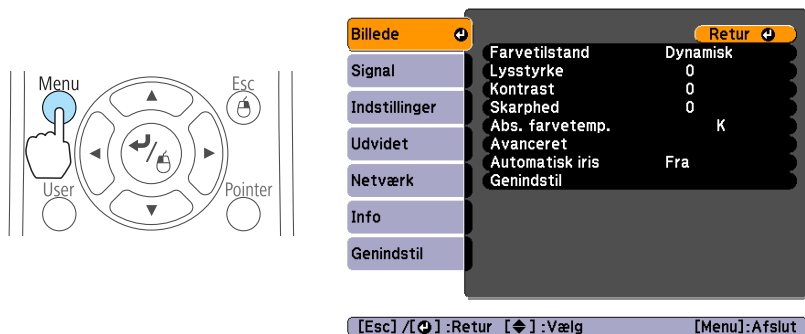 Menu
Esc
User
Pointer
Billede
Signal
Indstillinger
Udvidet
Netværk
Info
Genindstil
Retur
Farvetilstand Dynamisk
Lysstyrke 0
Kontrast 0
Skarphed 0
Abs. farvetemp. K
Avanceret
Automatisk iris Fra
Genindstil
[Esc] /[ ] :Retur [ ] :Vælg [Menu]:Afslut